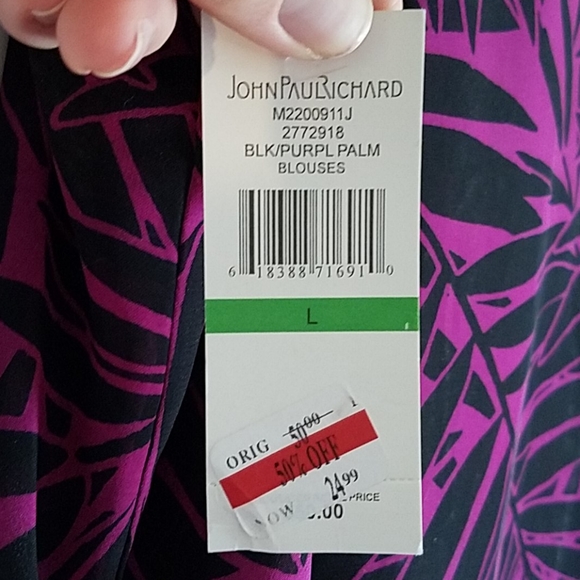 JOHNPAULRICHARD
M2200911J
2772918
BLK/PURPL PALM
BLOUSES
6 18388 71691 0
L
ORIG 50.00
50% OFF
NOW 24.99
PRICE
.00